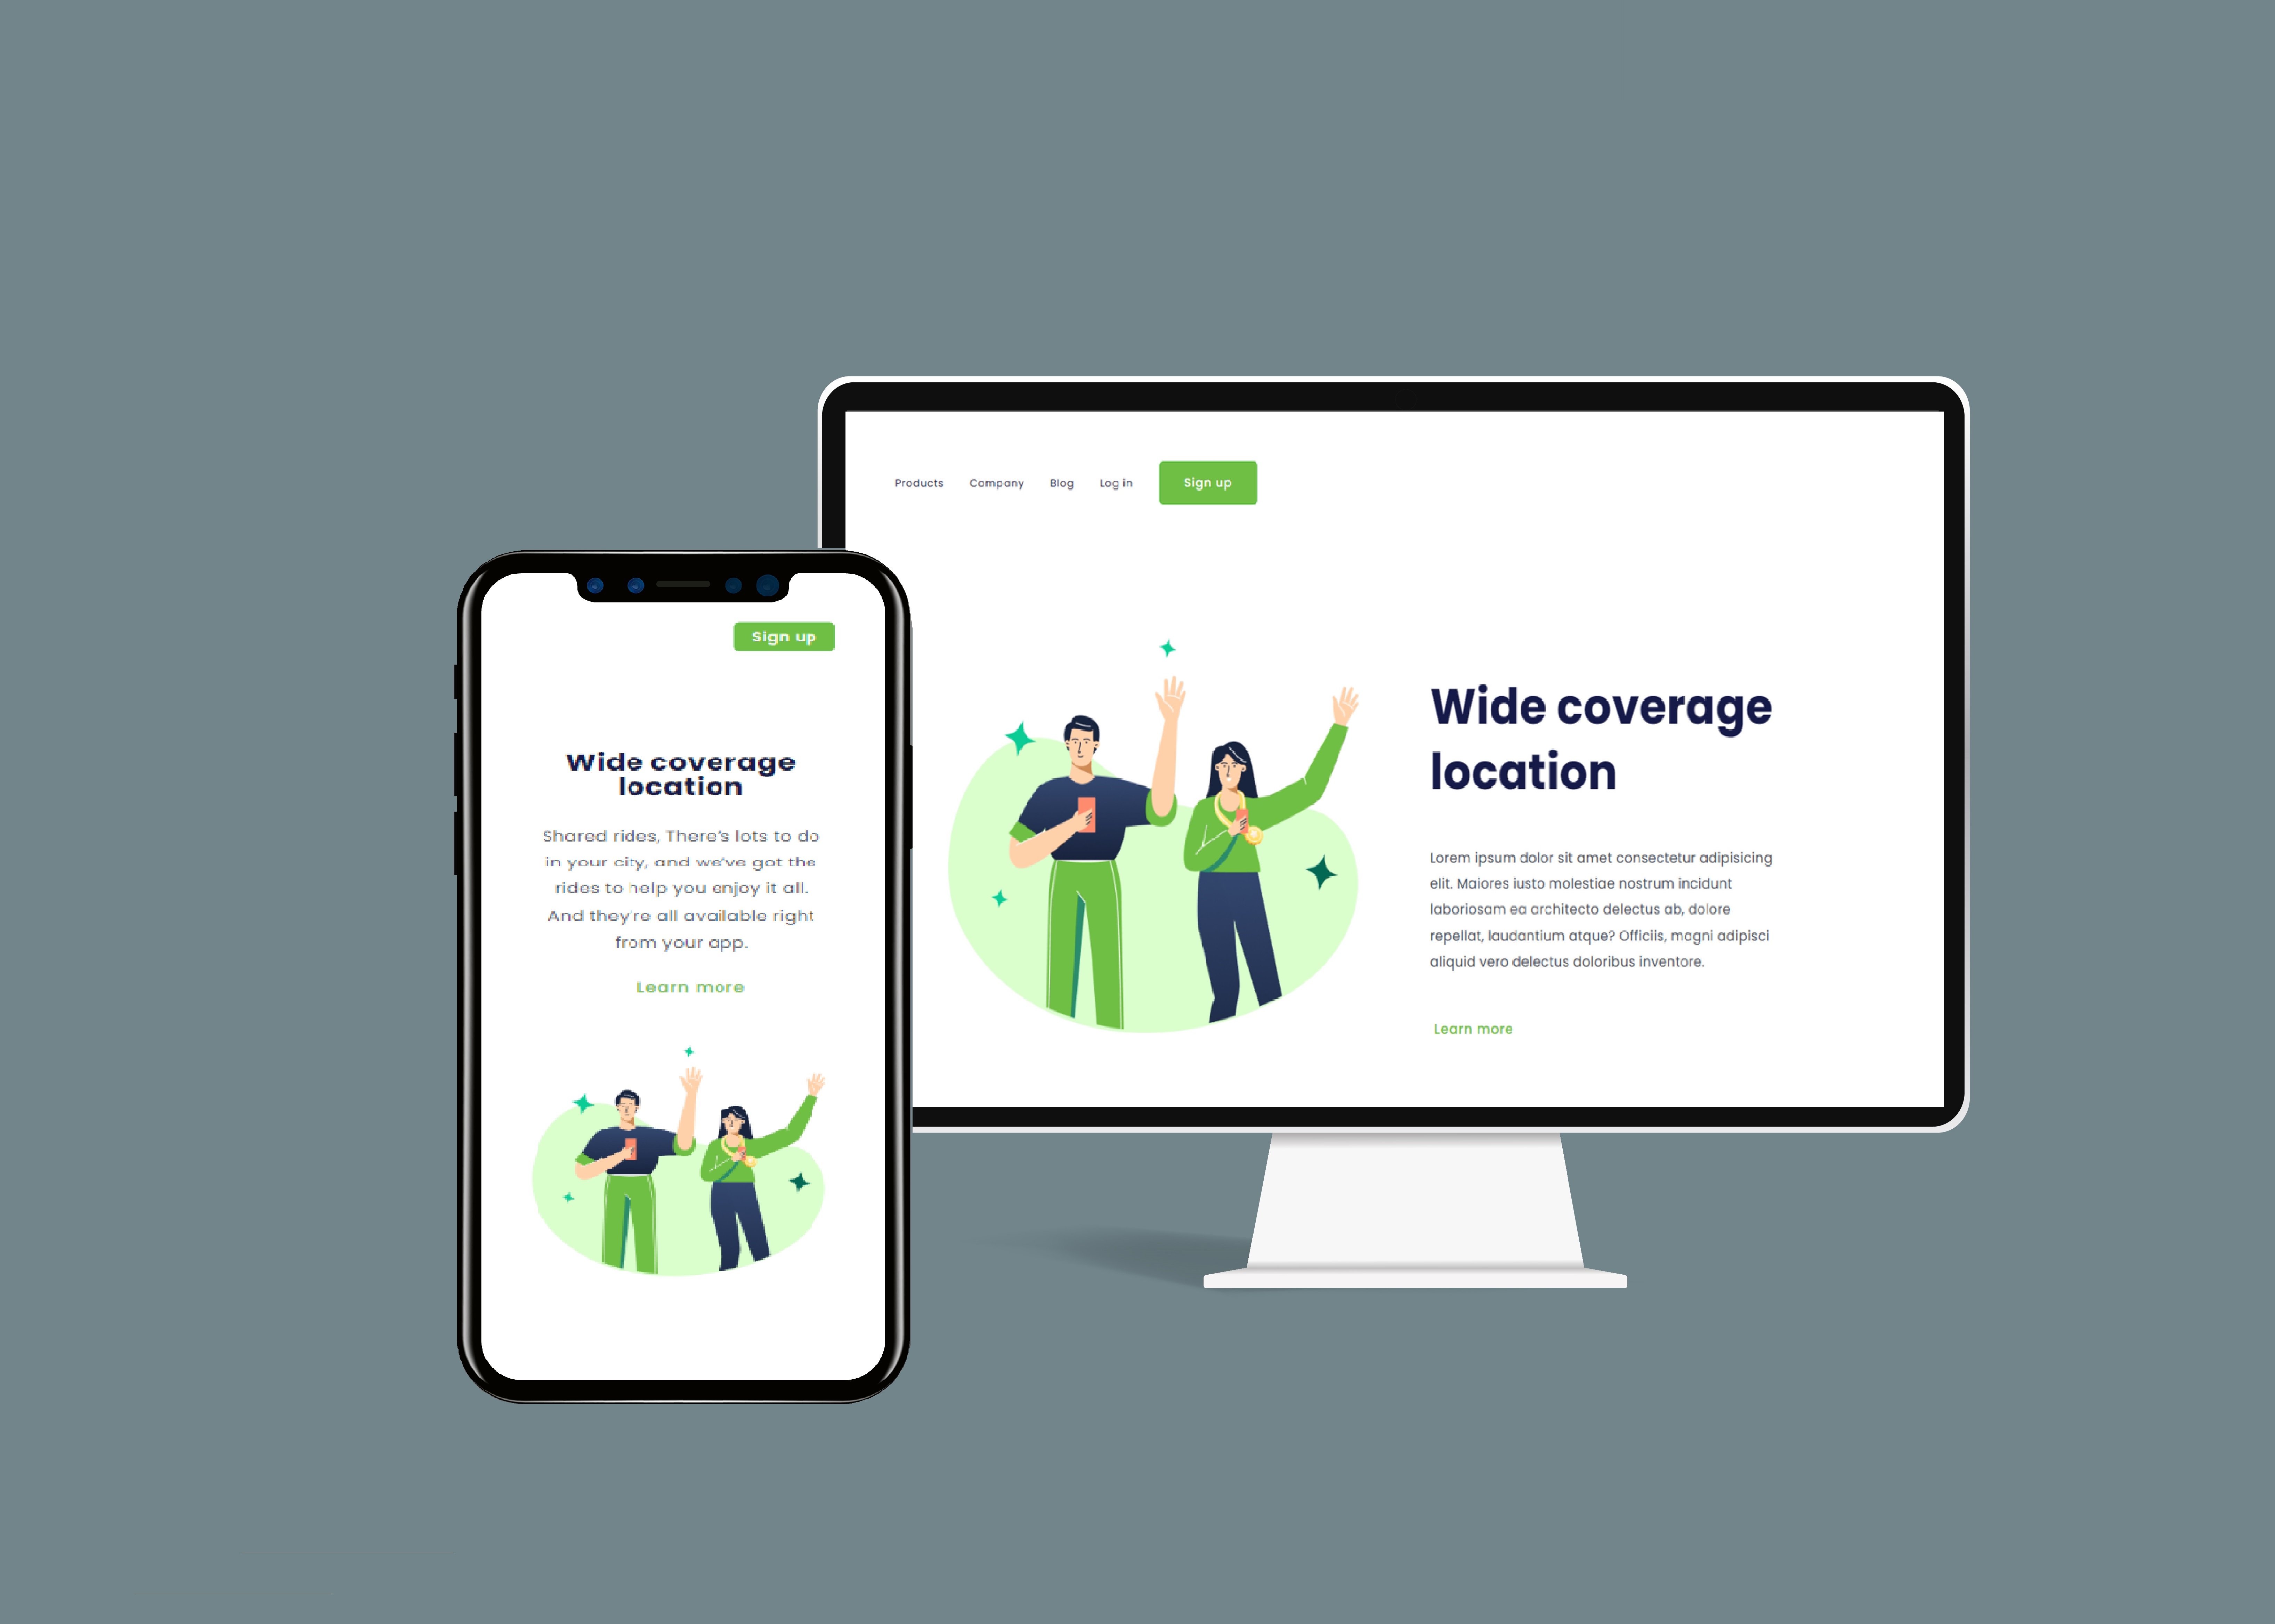 Products Company Blog Log in Sign up
Wide coverage
location
Lorem ipsum dolor sit amet consectetur adipisicing
elit. Maiores iusto molestiae nostrum incidunt
laboriosam ea architecto delectus ab, dolore
repellat, laudantium atque? Officiis, magni adipisci
aliquid vero delectus doloribus inventore.
Learn more
Sign up
Wide coverage
location
Shared rides, There's lots to do
in your city, and we've got the
rides to help you enjoy it all.
And they're all available right
from your app.
Learn more